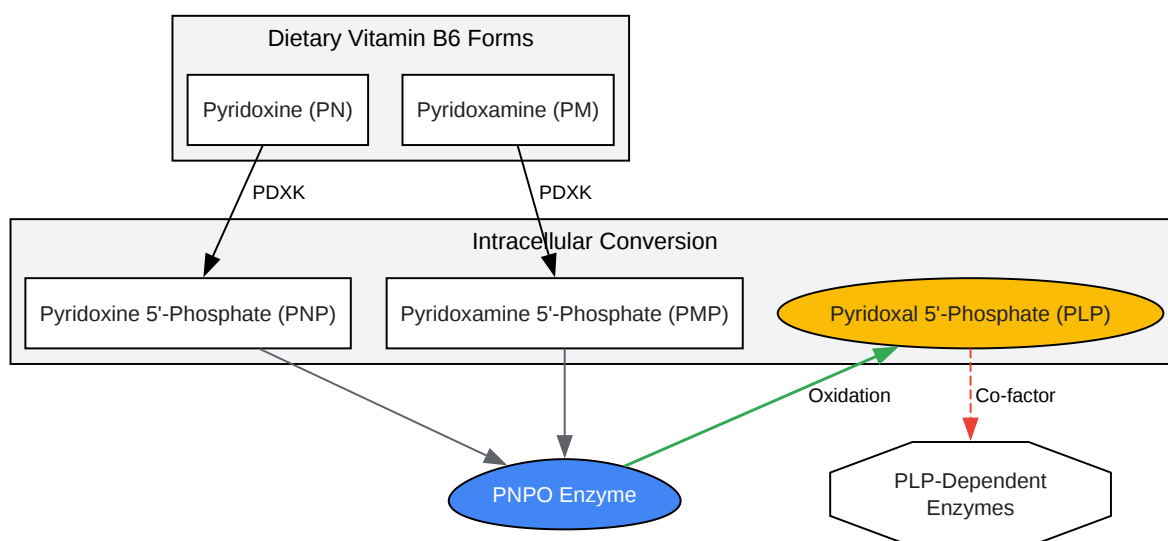 Dietary Vitamin B6 Forms
Pyridoxine (PN)
Pyridoxamine (PM)
PDXK
PDXK
Intracellular Conversion
Pyridoxine 5'-Phosphate (PNP)
Pyridoxamine 5'-Phosphate (PMP)
Pyridoxal 5'-Phosphate (PLP)
Oxidation
Co-factor
PNPO Enzyme
PLP-Dependent
Enzymes